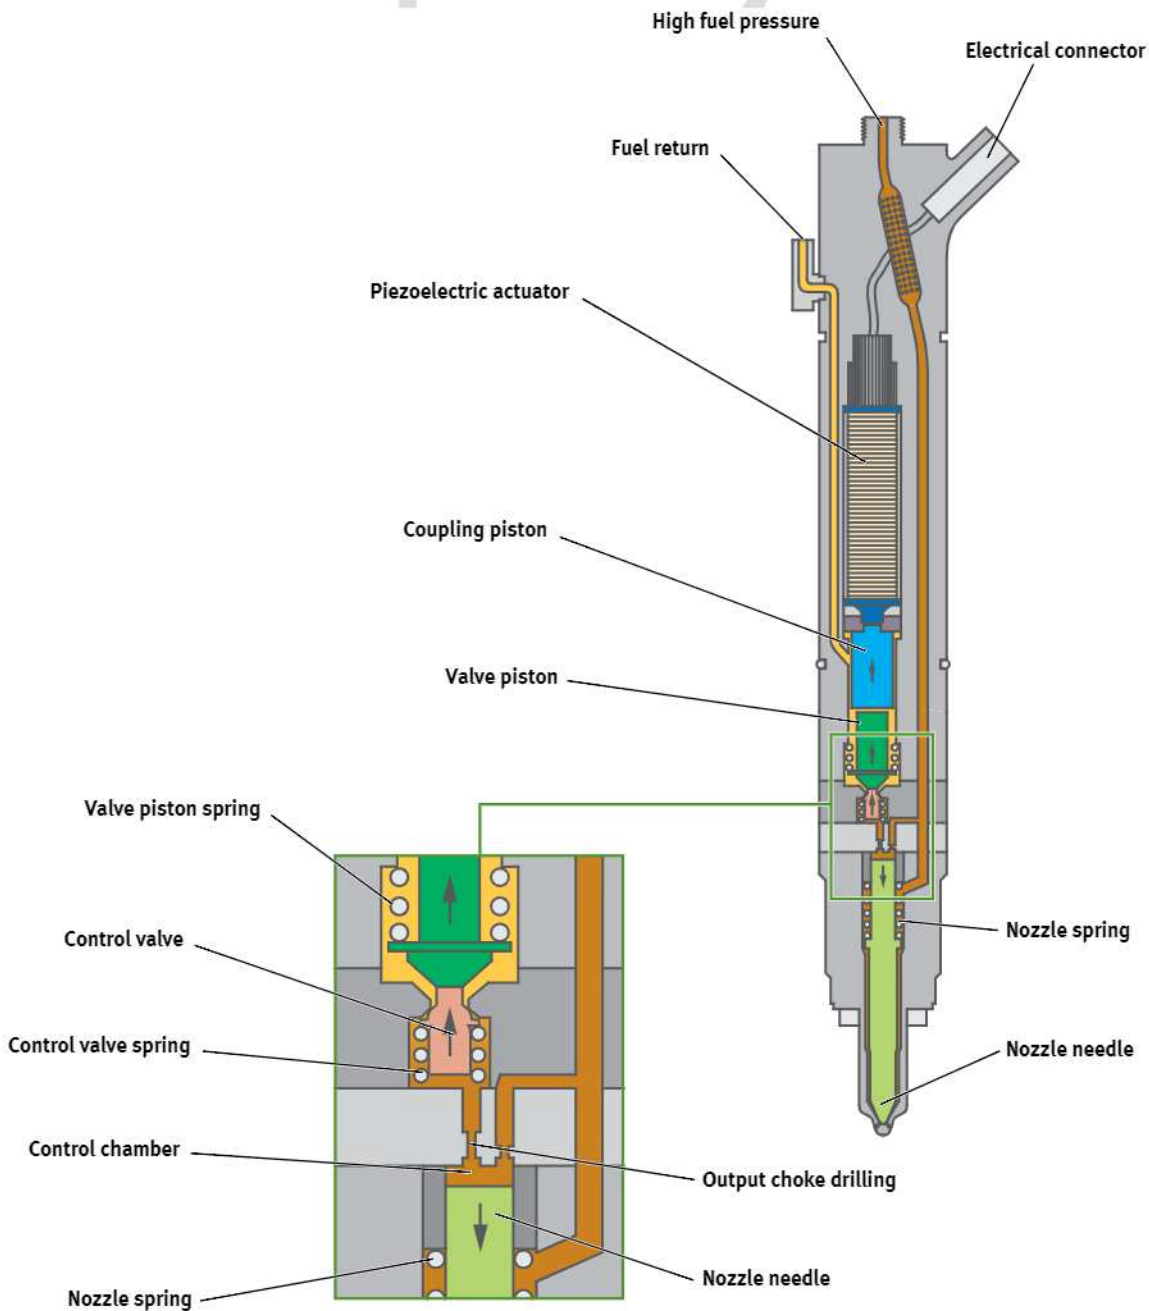 High fuel pressure
Electrical connector
Fuel return
Piezoelectric actuator
Coupling piston
Valve piston
Valve piston spring
Control valve
Nozzle spring
Control valve spring
Nozzle needle
Control chamber
Output choke drilling
Nozzle needle
Nozzle spring